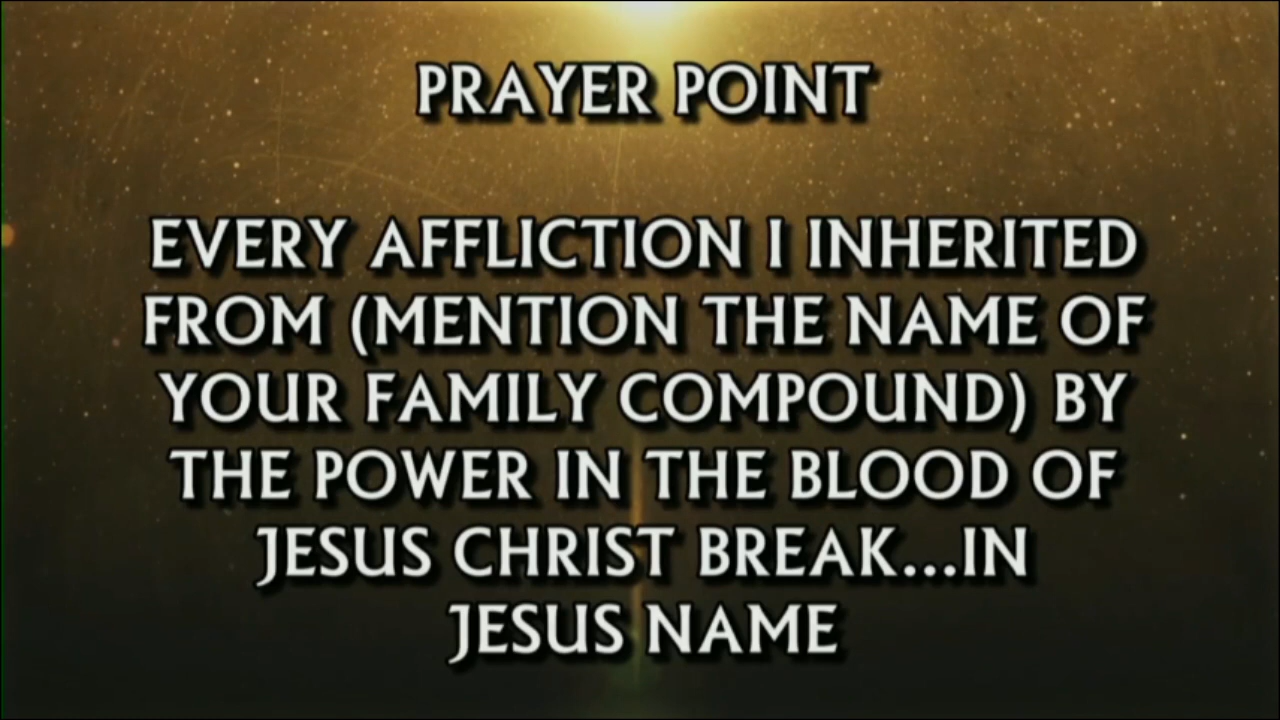 PRAYER POINT
EVERY AFFLICTION I INHERITED
FROM (MENTION THE NAME OF
YOUR FAMILY COMPOUND) BY
THE POWER IN THE BLOOD OF
JESUS CHRIST BREAK...IN
JESUS NAME